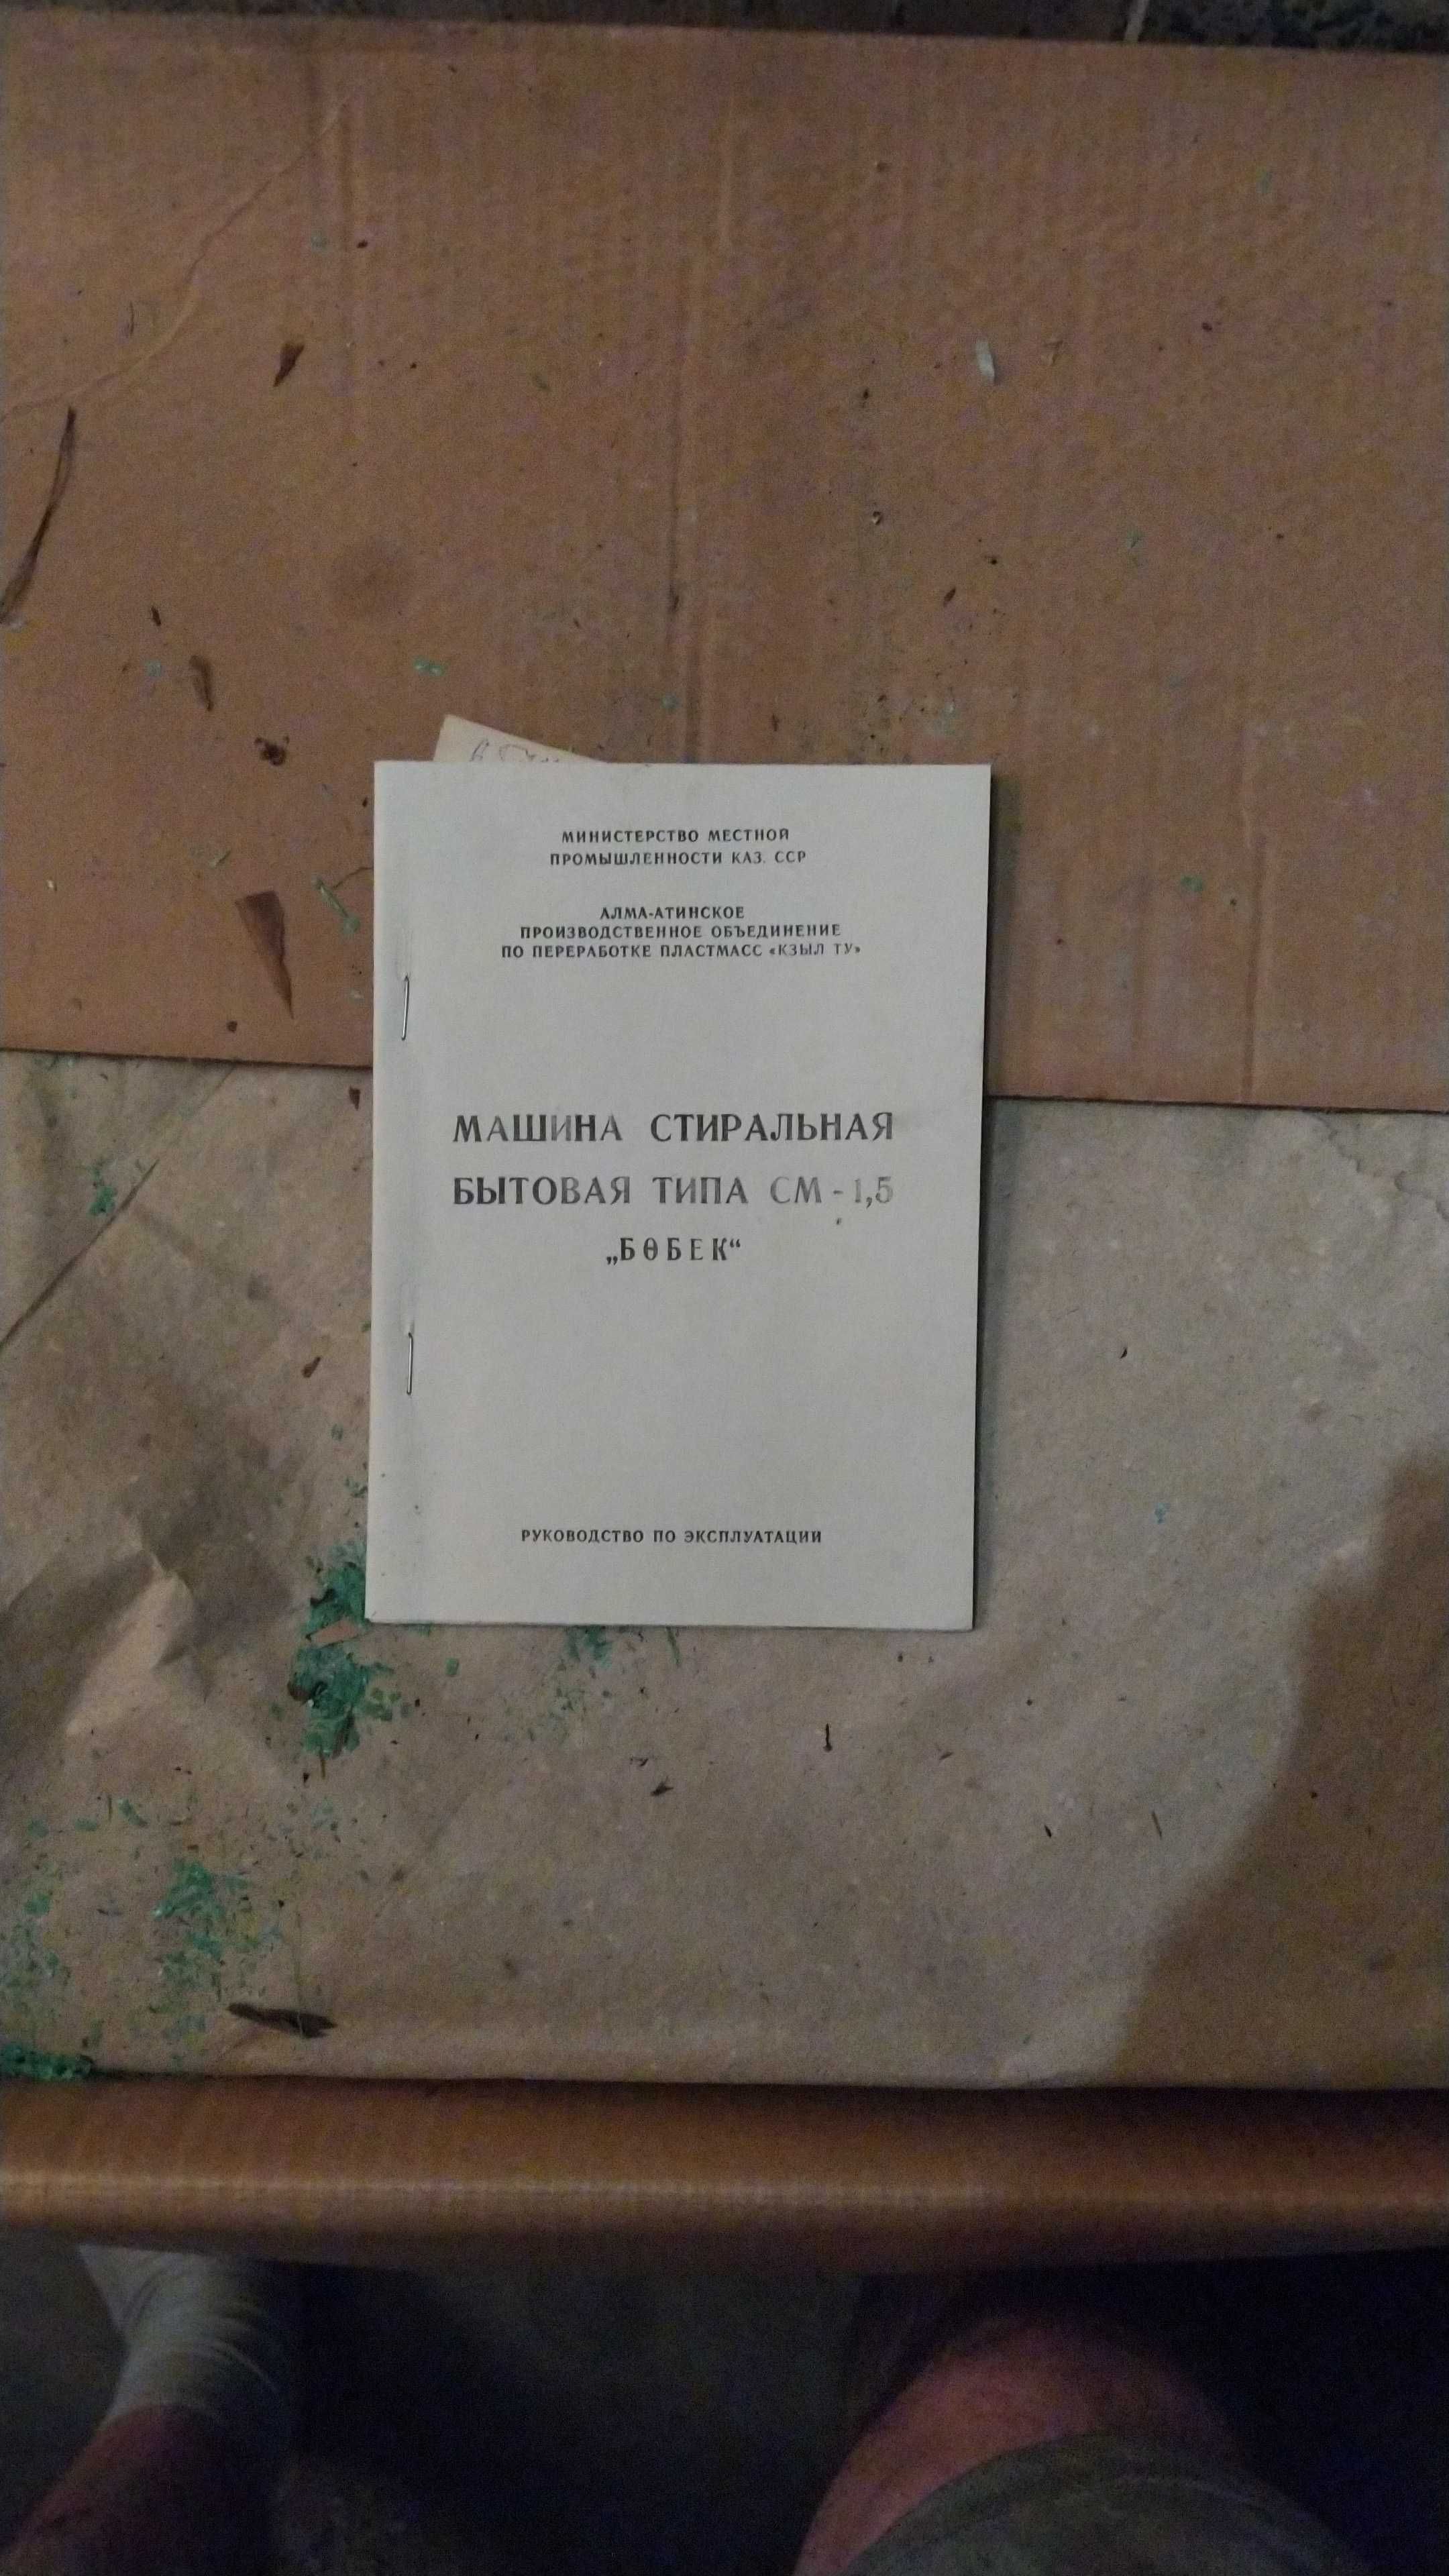 МИНИСТЕРСТВО МЕСТНОЙ
ПРОМЫШЛЕННОСТИ КАЗ. ССР
АЛМА-АТИНСКОЕ
ПРОИЗВОДСТВЕННОЕ ОБЪЕДИНЕНИЕ
ПО ПЕРЕРАБОТКЕ ПЛАСТМАСС «КЗЫЛ ТУ»
МАШИНА СТИРАЛЬНАЯ
БЫТОВАЯ ТИПА СМ-1,5
„БӨБЕК“
РУКОВОДСТВО ПО ЭКСПЛУАТАЦИИ